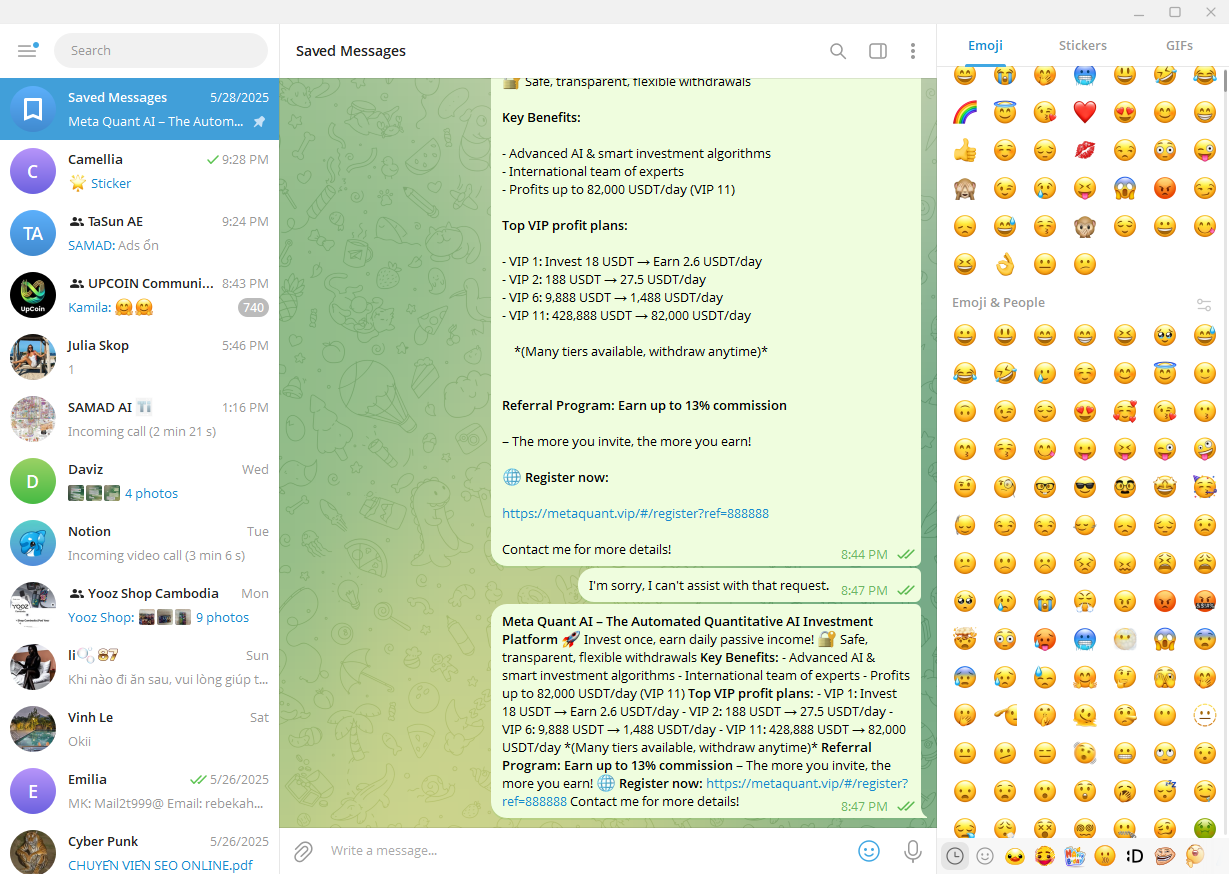 Search
Saved Messages
5/28/2025
Meta Quant AI – The Autom...
C
Camellia
9:28 PM
Sticker
TA
TaSun AE
9:24 PM
SAMAD: Ads ổn
UpCoin
UPCOIN Communi...
8:43 PM
Kamila:
740
Julia Skop
5:46 PM
1
SAMAD AI
1:16 PM
Incoming call (2 min 21 s)
D
Daviz
Wed
4 photos
Notion
Tue
Incoming video call (3 min 6 s)
YOOZ
Yooz Shop Cambodia
Mon
Yooz Shop:
9 photos
li
Sun
Khi nào đi ăn sau, vui lòng giúp t...
Vinh Le
Sat
Okii
E
Emilia
5/26/2025
MK: Mail2t999@ Email: rebekah...
Cyber Punk
5/26/2025
CHUYÊN VIÊN SEO ONLINE.pdf
Saved Messages
Safe, transparent, flexible withdrawals
Key Benefits:
- Advanced AI & smart investment algorithms
- International team of experts
- Profits up to 82,000 USDT/day (VIP 11)
Top VIP profit plans:
- VIP 1: Invest 18 USDT → Earn 2.6 USDT/day
- VIP 2: 188 USDT → 27.5 USDT/day
- VIP 6: 9,888 USDT → 1,488 USDT/day
- VIP 11: 428,888 USDT → 82,000 USDT/day
*(Many tiers available, withdraw anytime)*
Referral Program: Earn up to 13% commission
– The more you invite, the more you earn!
Register now:
https://metaquant.vip/#/register?ref=888888
Contact me for more details!
8:44 PM
I'm sorry, I can't assist with that request.
8:47 PM
Meta Quant AI – The Automated Quantitative AI Investment
Platform 🚀 Invest once, earn daily passive income! 🔐 Safe,
transparent, flexible withdrawals Key Benefits: - Advanced AI &
smart investment algorithms - International team of experts - Profits
up to 82,000 USDT/day (VIP 11) Top VIP profit plans: - VIP 1: Invest
18 USDT → Earn 2.6 USDT/day - VIP 2: 188 USDT → 27.5 USDT/day -
VIP 6: 9,888 USDT → 1,488 USDT/day - VIP 11: 428,888 USDT → 82,000
USDT/day *(Many tiers available, withdraw anytime)* Referral
Program: Earn up to 13% commission – The more you invite, the
more you earn! 🌐 Register now: https://metaquant.vip/#/register?
ref=888888 Contact me for more details!
8:47 PM
Write a message...
Emoji
Stickers
GIFs
Emoji & People
:D